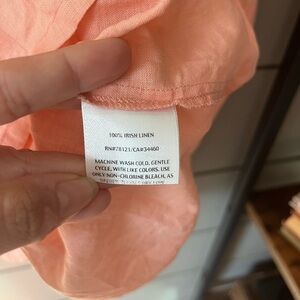 100% IRISH LINEN
RN#78121/CA#34460
MACHINE WASH COLD, GENTLE
CYCLE, WITH LIKE COLORS. USE
ONLY NON-CHLORINE BLEACH, AS